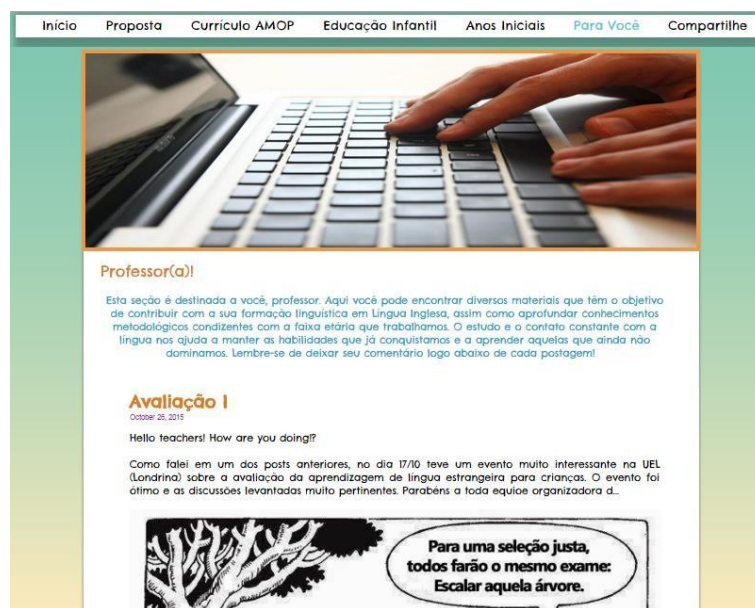 Início Proposta Currículo AMOP Educação Infantil Anos Iniciais Para Você Compartilhe
Professor(a)!
Esta seção é destinada a você, professor. Aqui você pode encontrar diversos materiais que têm o objetivo
de contribuir com a sua formação linguística em Língua Inglesa, assim como aprofundar conhecimentos
metodológicos condizentes com a faixa etária que trabalhamos. O estudo e o contato constante com a
língua nos ajuda a manter as habilidades que já conquistamos e a aprender aquelas que ainda não
dominamos. Lembre-se de deixar seu comentário logo abaixo de cada postagem!
Avaliação I
October 26, 2015
Hello teachers! How are you doing!?
Como falei em um dos posts anteriores, no dia 17/10 teve um evento muito interessante na UEL
(Londrina) sobre a avaliação da aprendizagem de língua estrangeira para crianças. O evento foi
ótimo e as discussões levantadas muito pertinentes. Parabéns a toda equioe organizadora d...
Para uma seleção justa,
todos farão o mesmo exame:
Escalar aquela árvore.